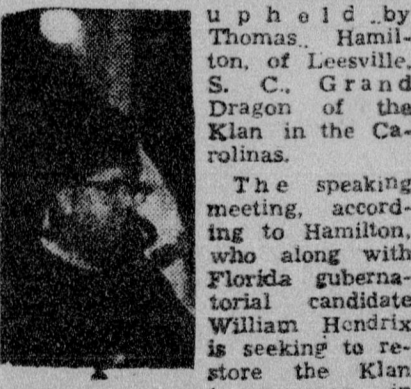 upheld by
Thomas Hamil-
ton, of Leesville,
S. C., Grand
Dragon of the
Klan in the Ca-
rolinas.
The speaking
meeting, accord-
ing to Hamilton,
who along with
Florida guberna-
torial candidate
William Hendrix
is seeking to re-
store the Klan